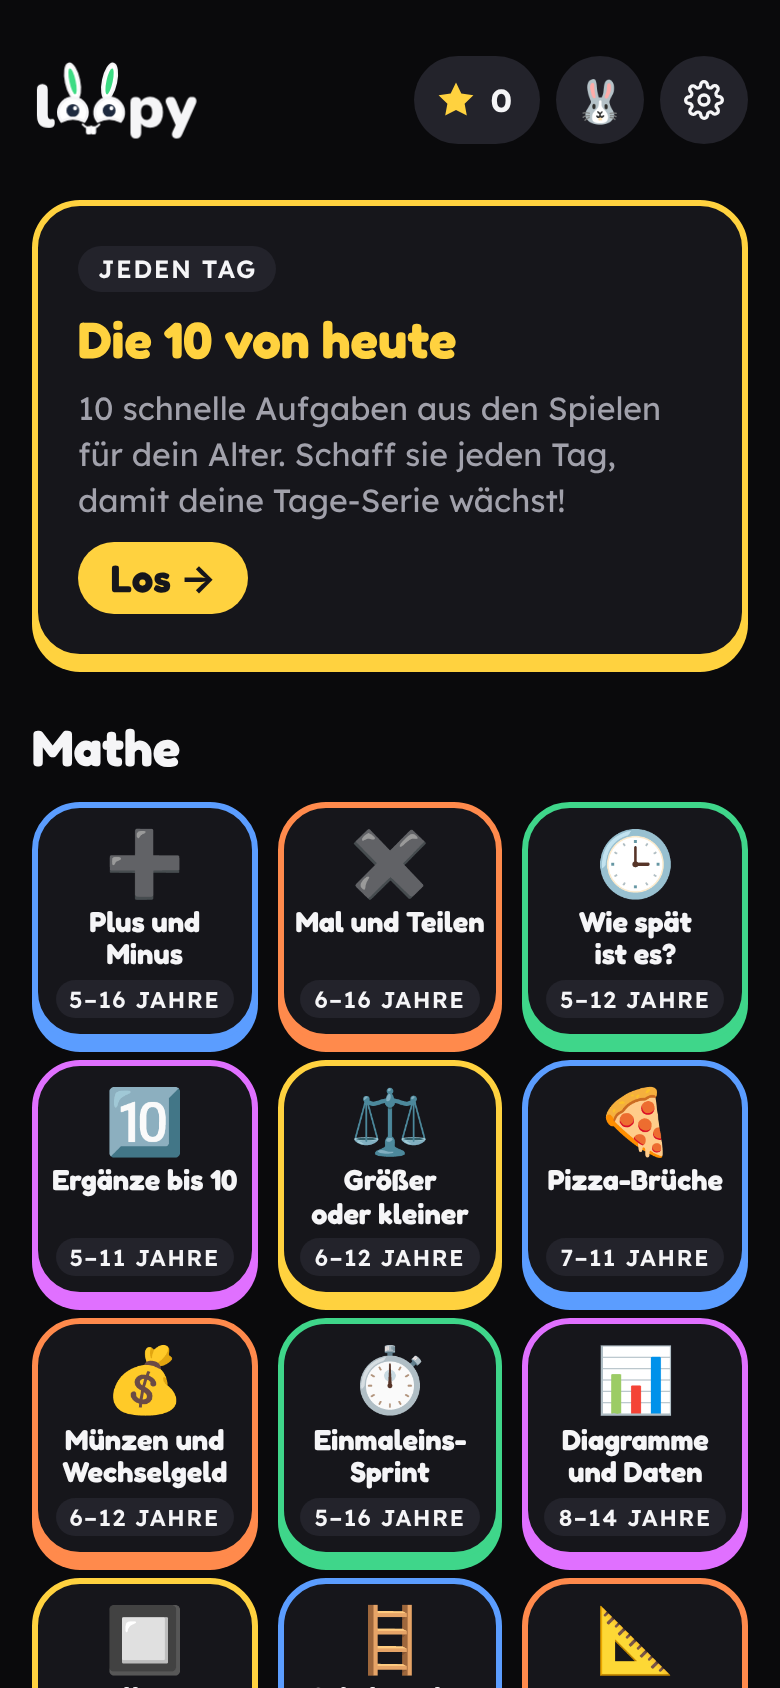 loopy
0
JEDEN TAG
Die 10 von heute
10 schnelle Aufgaben aus den Spielen
für dein Alter. Schaff sie jeden Tag,
damit deine Tage-Serie wächst!
Los →
Mathe
Plus und
Minus
5–16 JAHRE
Mal und Teilen
6–16 JAHRE
Wie spät
ist es?
5–12 JAHRE
10
Ergänze bis 10
5–11 JAHRE
Größer
oder kleiner
6–12 JAHRE
Pizza-Brüche
7–11 JAHRE
$
Münzen und
Wechselgeld
6–12 JAHRE
Einmaleins-
Sprint
5–16 JAHRE
Diagramme
und Daten
8–14 JAHRE